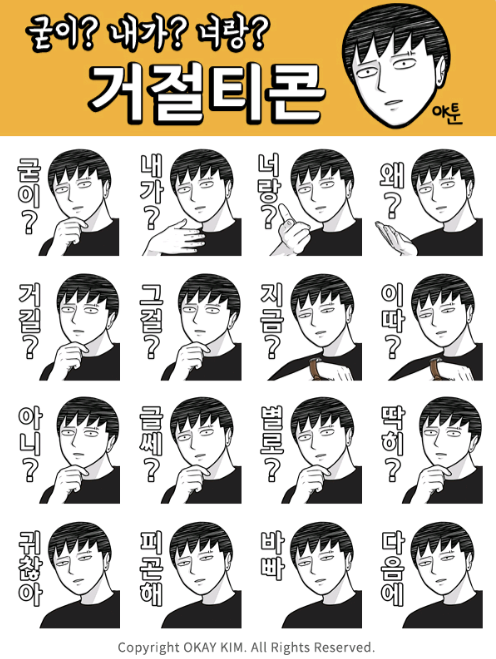 굳이? 내가? 너랑?
거절티콘
OK툰
굳이?
내가?
너랑?
왜?
거길?
그걸?
지금?
이따?
아니?
글쎄?
별로?
딱히?
귀찮아
피곤해
바빠
다음에
Copyright OKAY KIM. All Rights Reserved.